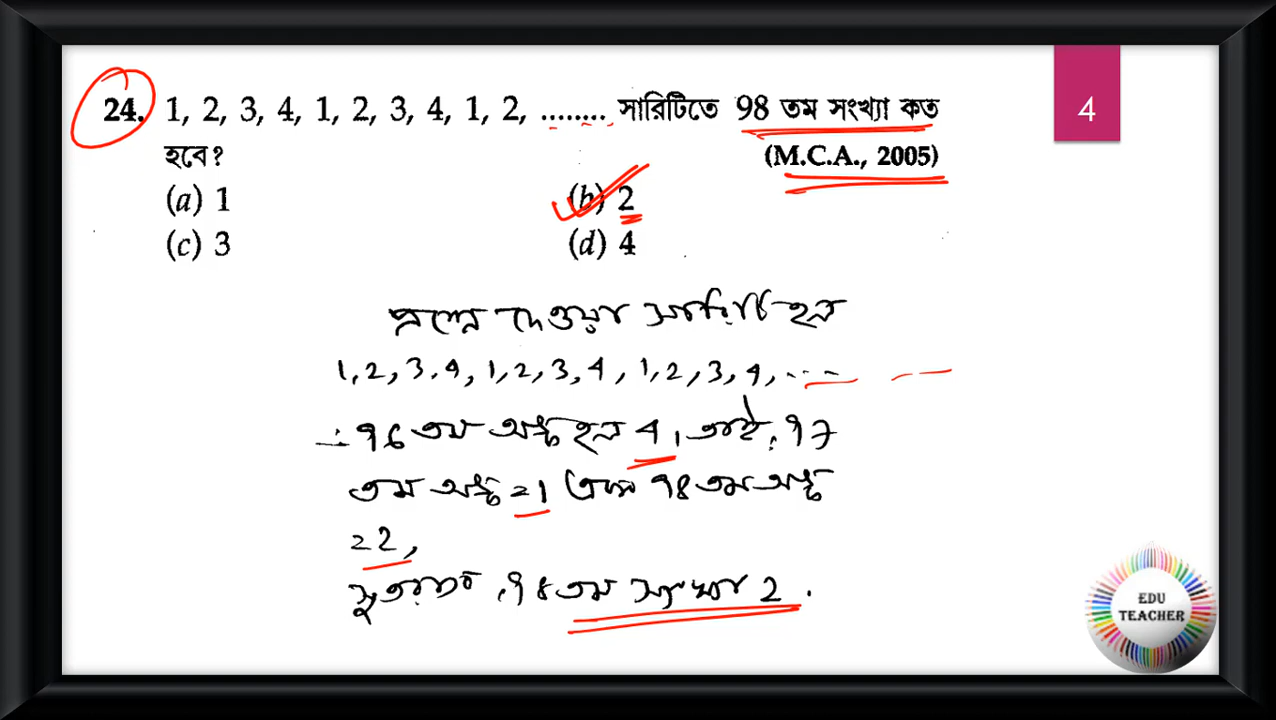 4
24. 1, 2, 3, 4, 1, 2, 3, 4, 1, 2, ........ সারিটিতে 98 তম সংখ্যা কত
হবে? (M.C.A., 2005)
(a) 1 (b) 2
(c) 3 (d) 4
প্রশ্নে দেওয়া সারিটি হল
1, 2, 3, 4, 1, 2, 3, 4, 1, 2, 3, 4, ....
∴ 96 তম অঙ্ক হল 4, তাই, 97
তম অঙ্ক = 1 এবং 98 তম অঙ্ক
= 2,
সুতরাং, 98 তম সংখ্যা 2.
EDU
TEACHER